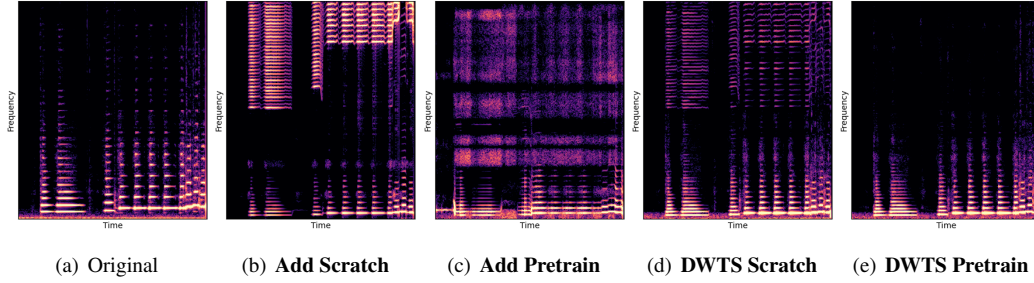 Frequency
Time
Frequency
Time
Frequency
Time
Frequency
Time
Frequency
Time
(a) Original
(b) Add Scratch
(c) Add Pretrain
(d) DWTS Scratch
(e) DWTS Pretrain